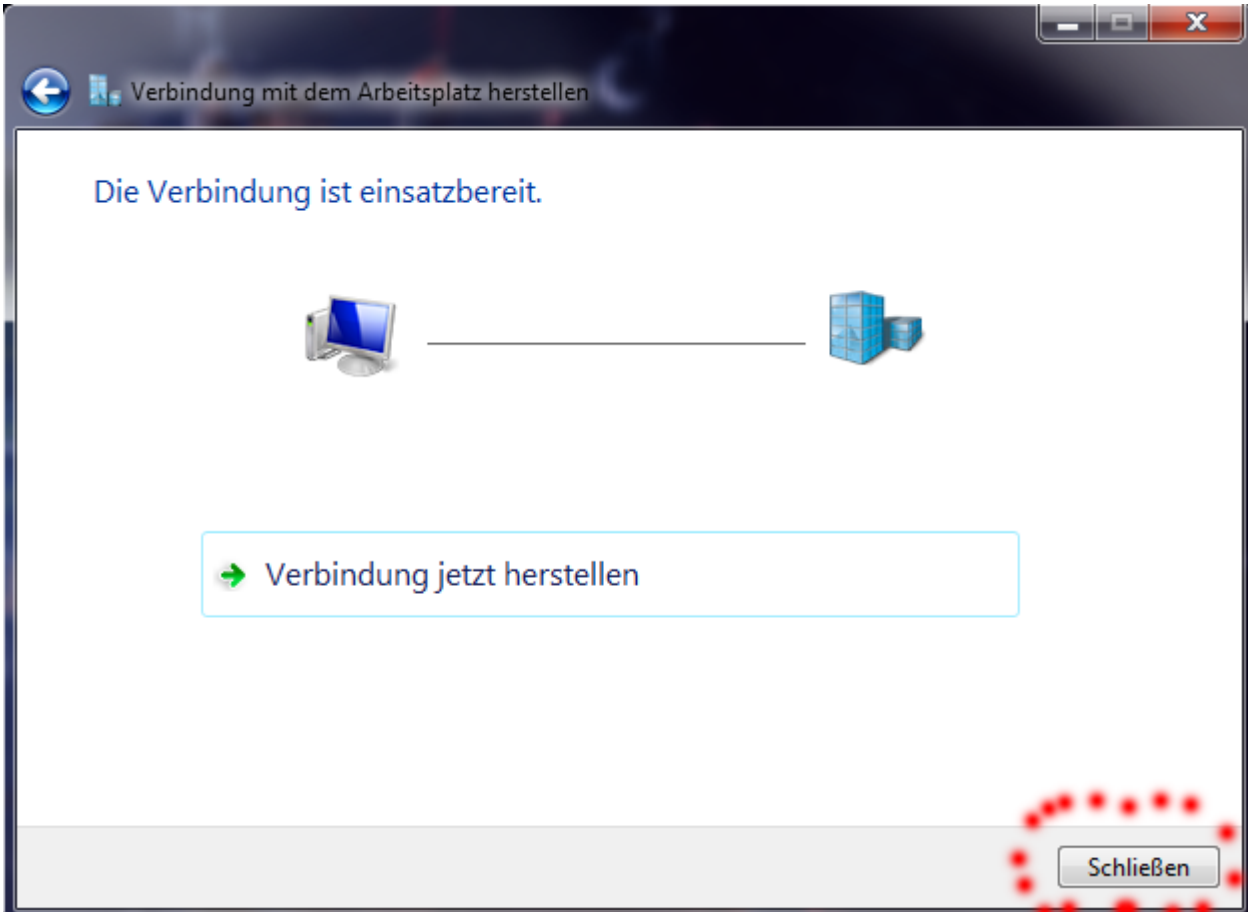 Verbindung mit dem Arbeitsplatz herstellen
Die Verbindung ist einsatzbereit.
Verbindung jetzt herstellen
Schließen